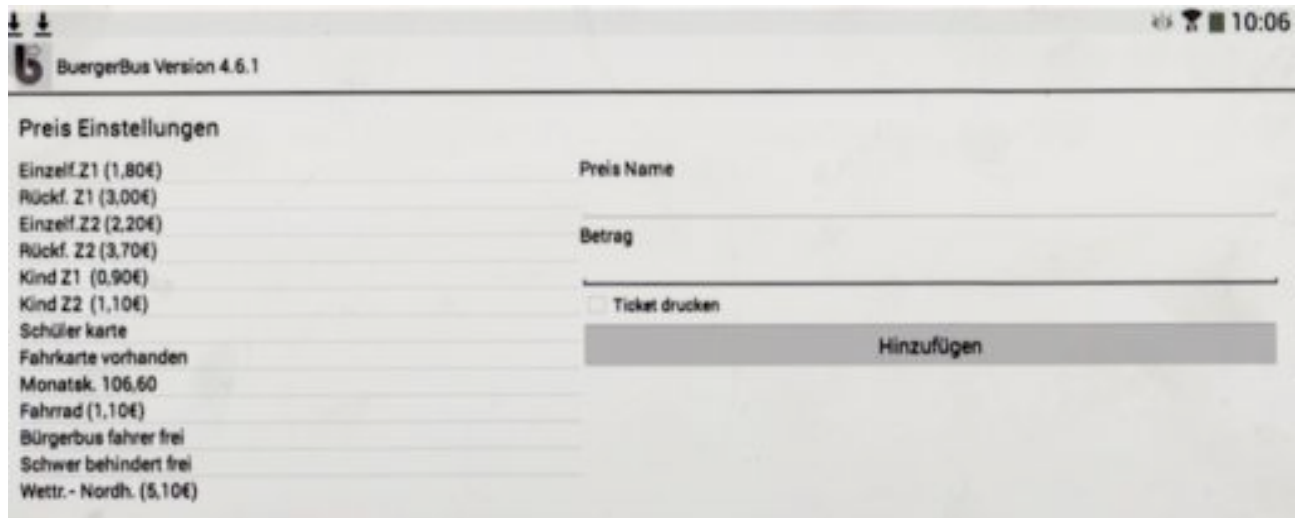 10:06
BuergerBus Version 4.6.1
Preis Einstellungen
Einzelf.Z1 (1,80€)
Rückf. Z1 (3,00€)
Einzelf.Z2 (2,20€)
Rückf. Z2 (3,70€)
Kind Z1 (0,90€)
Kind Z2 (1,10€)
Schüler karte
Fahrkarte vorhanden
Monatsk. 106,60
Fahrrad (1,10€)
Bürgerbus fahrer frei
Schwer behindert frei
Wettr.- Nordh. (5,10€)
Preis Name
Betrag
Ticket drucken
Hinzufügen